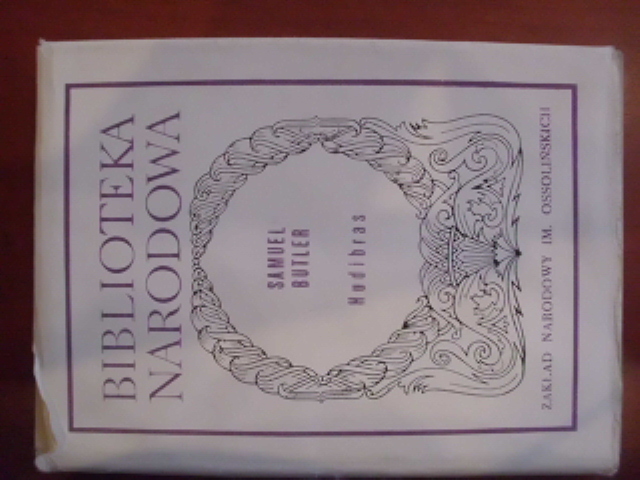 BIBLIOTEKA
NARODOWA
SAMUEL
BUTLER
Hudibras
ZAKŁAD NARODOWY IM. OSSOLIŃSKICH